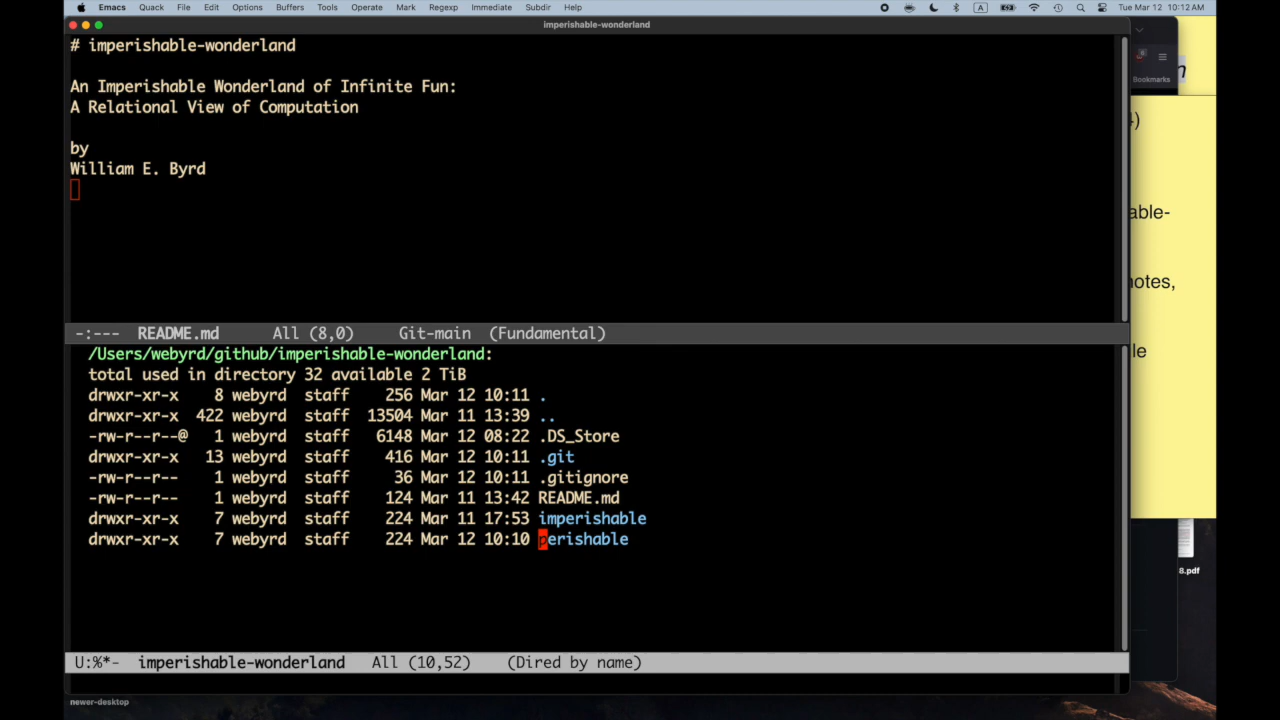 Emacs Quack File Edit Options Buffers Tools Operate Mark Regexp Immediate Subdir Help A Tue Mar 12 10:12 AM
imperishable-wonderland
# imperishable-wonderland
An Imperishable Wonderland of Infinite Fun:
A Relational View of Computation
by
William E. Byrd
-:--- README.md All (8,0) Git-main (Fundamental)
/Users/webyrd/github/imperishable-wonderland:
total used in directory 32 available 2 TiB
drwxr-xr-x 8 webyrd staff 256 Mar 12 10:11 .
drwxr-xr-x 422 webyrd staff 13504 Mar 11 13:39 ..
-rw-r--r--@ 1 webyrd staff 6148 Mar 12 08:22 .DS_Store
drwxr-xr-x 13 webyrd staff 416 Mar 12 10:11 .git
-rw-r--r-- 1 webyrd staff 36 Mar 12 10:11 .gitignore
-rw-r--r-- 1 webyrd staff 124 Mar 11 13:42 README.md
drwxr-xr-x 7 webyrd staff 224 Mar 11 17:53 imperishable
drwxr-xr-x 7 webyrd staff 224 Mar 12 10:10 perishable
U:%*- imperishable-wonderland All (10,52) (Dired by name)
newer-desktop
Bookmarks
n
4)
able-
notes,
le
8.pdf